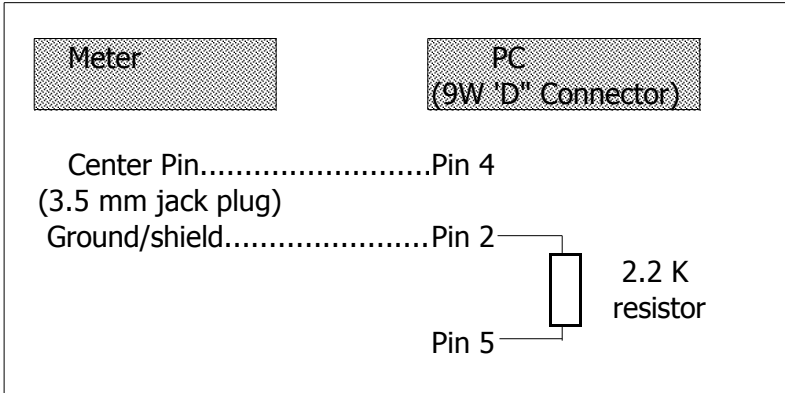 Meter
PC
(9W 'D" Connector)
Center Pin..........................Pin 4
(3.5 mm jack plug)
Ground/shield.......................Pin 2
2.2 K
resistor
Pin 5